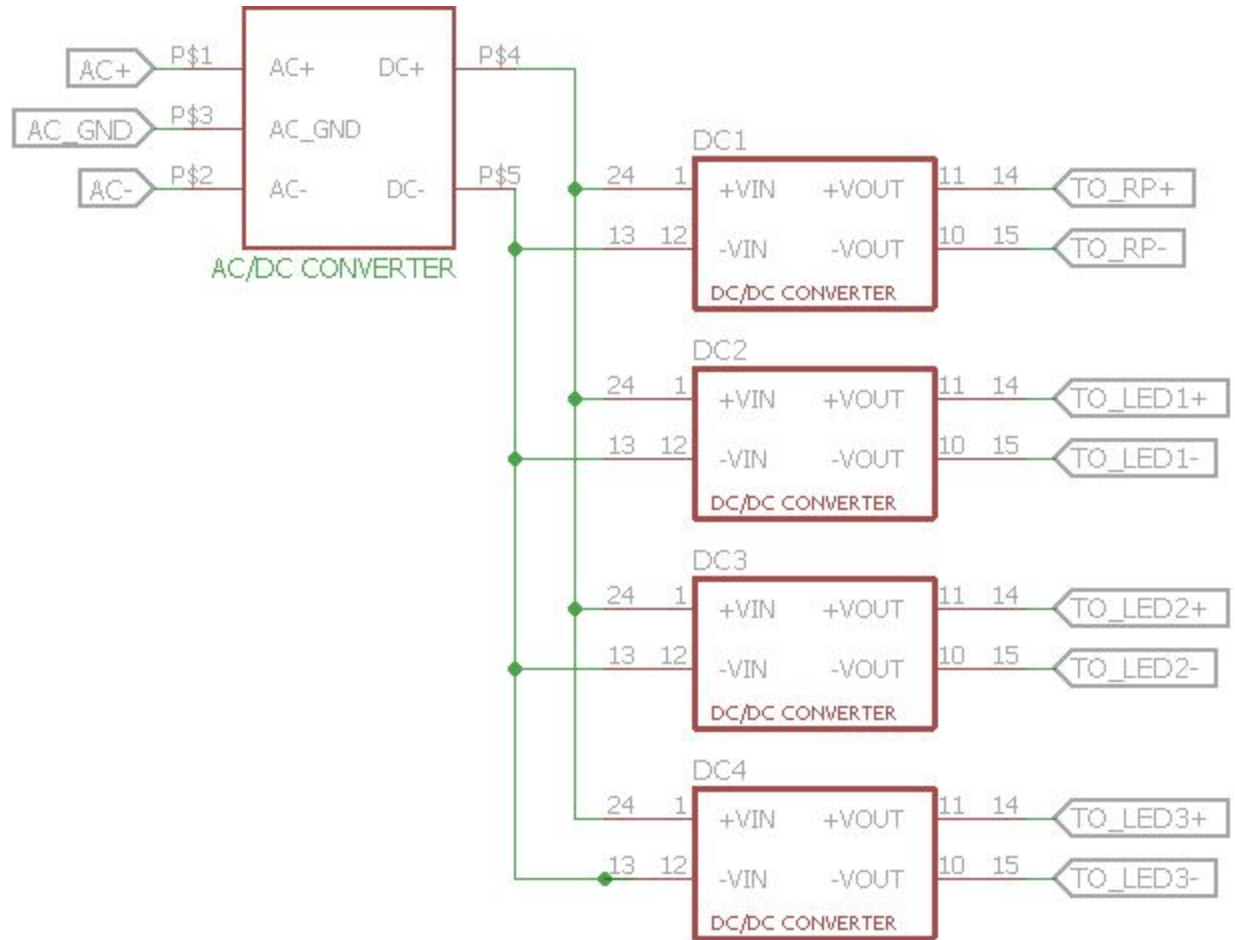 P$1 P$4
AC+ AC+ DC+
P$3
AC_GND AC_GND
P$2 P$5
AC- AC- DC-
AC/DC CONVERTER
DC1
24 1 +VIN +VOUT 11 14 TO_RP+
13 12 -VIN -VOUT 10 15 TO_RP-
DC/DC CONVERTER
DC2
24 1 +VIN +VOUT 11 14 TO_LED1+
13 12 -VIN -VOUT 10 15 TO_LED1-
DC/DC CONVERTER
DC3
24 1 +VIN +VOUT 11 14 TO_LED2+
13 12 -VIN -VOUT 10 15 TO_LED2-
DC/DC CONVERTER
DC4
24 1 +VIN +VOUT 11 14 TO_LED3+
13 12 -VIN -VOUT 10 15 TO_LED3-
DC/DC CONVERTER